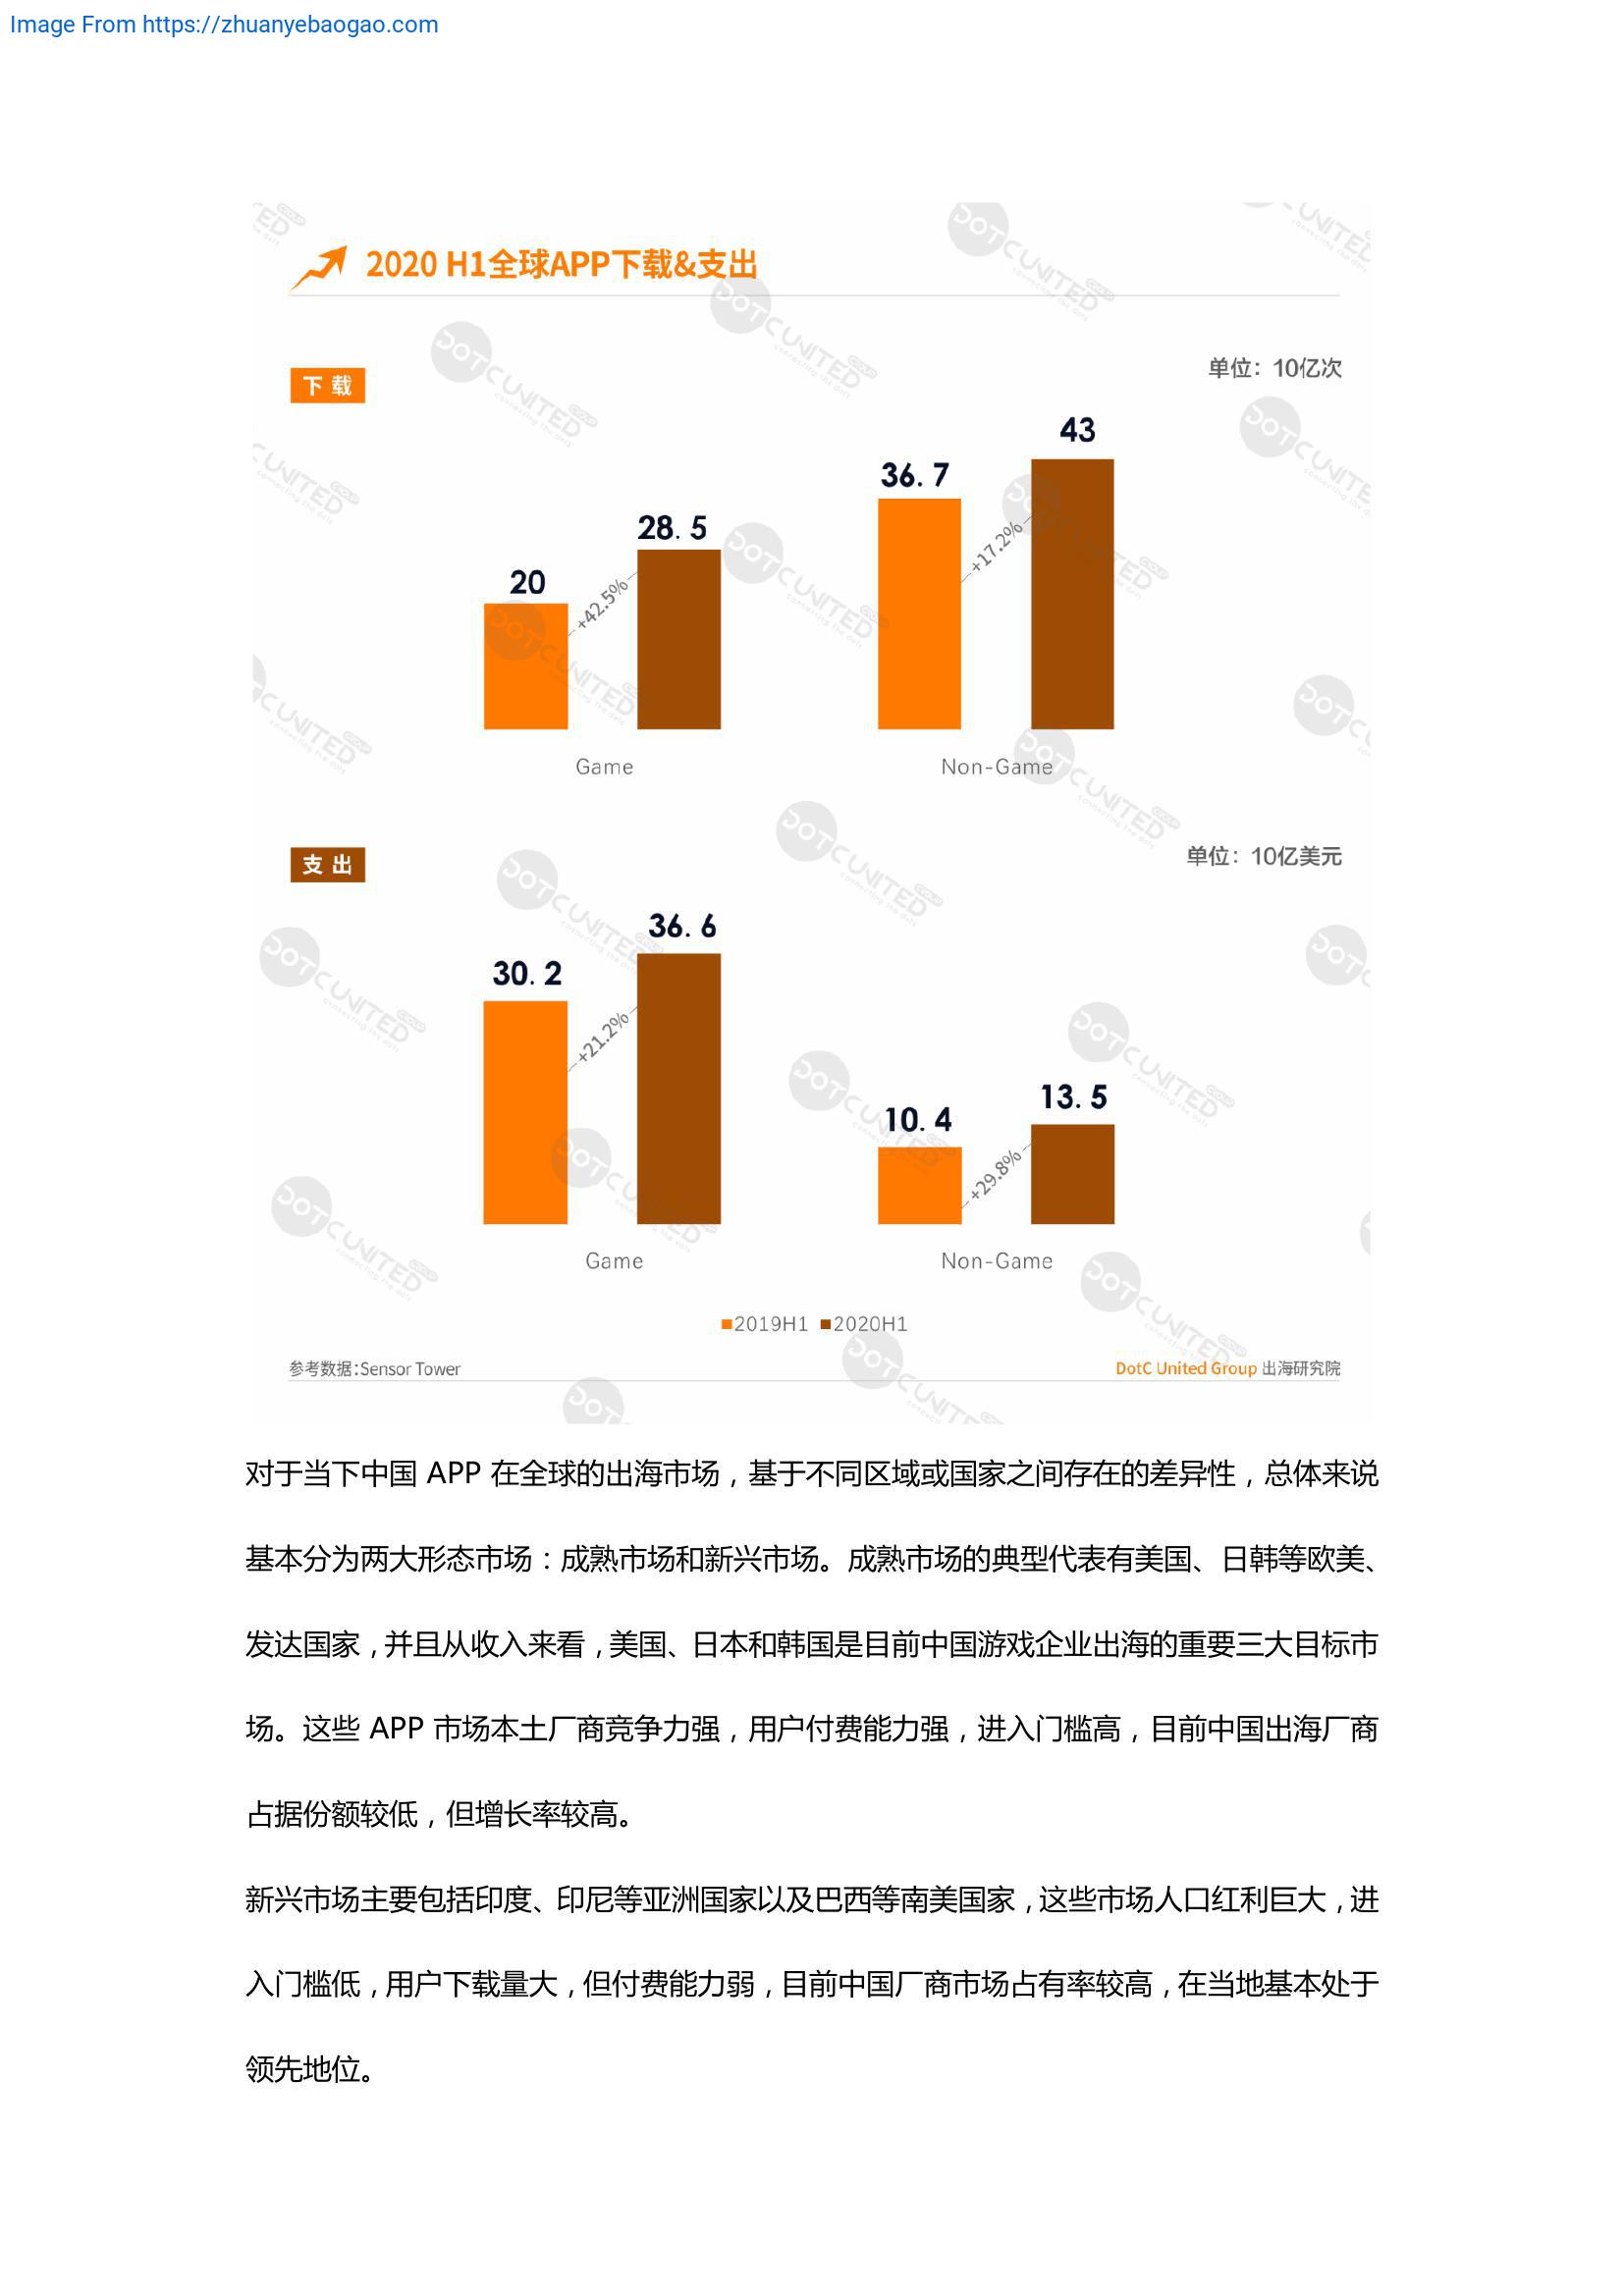 Image From https://zhuanyebaogao.com
2020 H1全球APP下载&支出
下载
单位：10亿次
43
36. 7
28. 5
20
+42.5%
+17.2%
Game
Non-Game
支出
单位：10亿美元
36. 6
30. 2
+21.2%
13. 5
10. 4
+29.8%
Game
Non-Game
2019H1 2020H1
参考数据：Sensor Tower
DotC United Group 出海研究院
对于当下中国 APP 在全球的出海市场，基于不同区域或国家之间存在的差异性，总体来说
基本分为两大形态市场：成熟市场和新兴市场。成熟市场的典型代表有美国、日韩等欧美、
发达国家，并且从收入来看，美国、日本和韩国是目前中国游戏企业出海的重要三大目标市
场。这些 APP 市场本土厂商竞争力强，用户付费能力强，进入门槛高，目前中国出海厂商
占据份额较低，但增长率较高。
新兴市场主要包括印度、印尼等亚洲国家以及巴西等南美国家，这些市场人口红利巨大，进
入门槛低，用户下载量大，但付费能力弱，目前中国厂商市场占有率较高，在当地基本处于
领先地位。